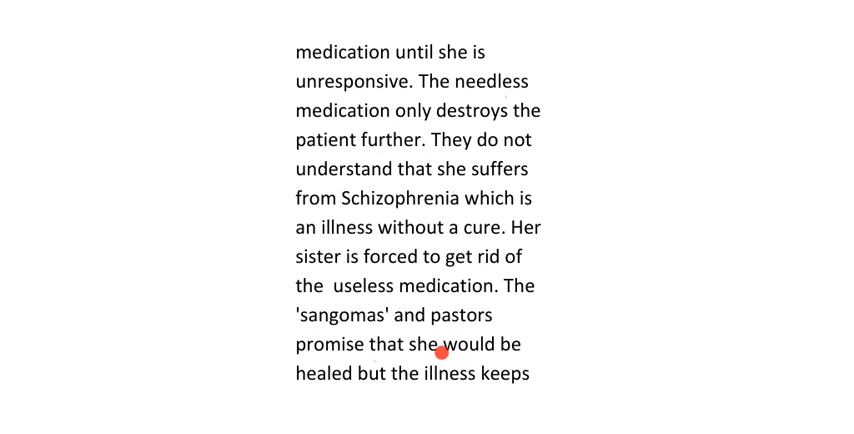 medication until she is
unresponsive. The needless
medication only destroys the
patient further. They do not
understand that she suffers
from Schizophrenia which is
an illness without a cure. Her
sister is forced to get rid of
the  useless medication. The
'sangomas' and pastors
promise that she would be
healed but the illness keeps